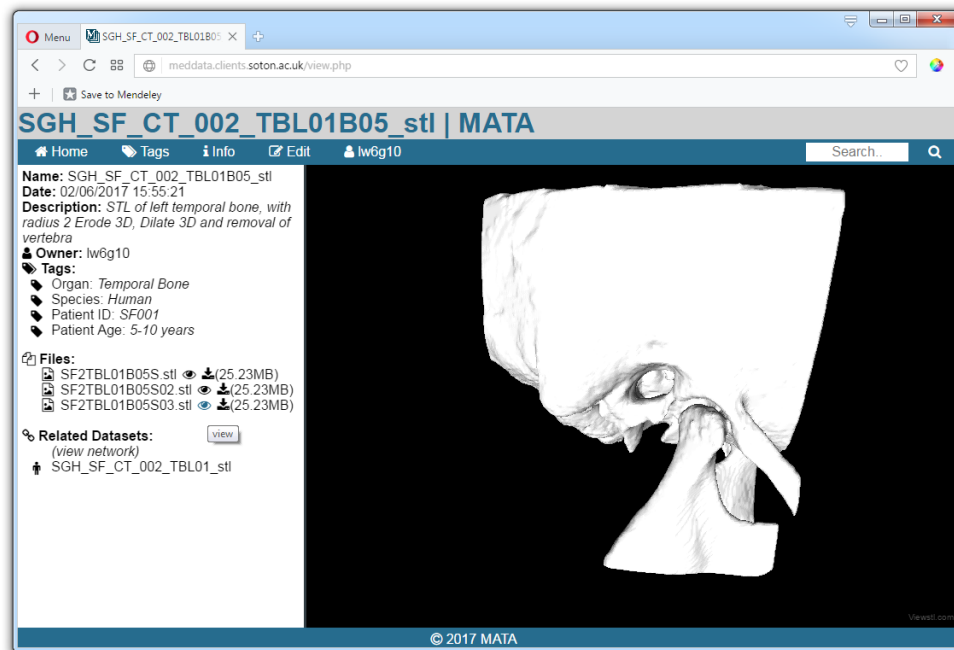 Menu
SGH_SF_CT_002_TBL01B05
meddata.clients.soton.ac.uk/view.php
Save to Mendeley
SGH_SF_CT_002_TBL01B05_stl | MATA
Home Tags Info Edit lw6g10 Search..
Name: SGH_SF_CT_002_TBL01B05_stl
Date: 02/06/2017 15:55:21
Description: STL of left temporal bone, with
radius 2 Erode 3D, Dilate 3D and removal of
vertebra
Owner: lw6g10
Tags:
Organ: Temporal Bone
Species: Human
Patient ID: SF001
Patient Age: 5-10 years
Files:
SF2TBL01B05S.stl (25.23MB)
SF2TBL01B05S02.stl (25.23MB)
SF2TBL01B05S03.stl (25.23MB)
Related Datasets:
view
(view network)
SGH_SF_CT_002_TBL01_stl
Viewstl.com
© 2017 MATA